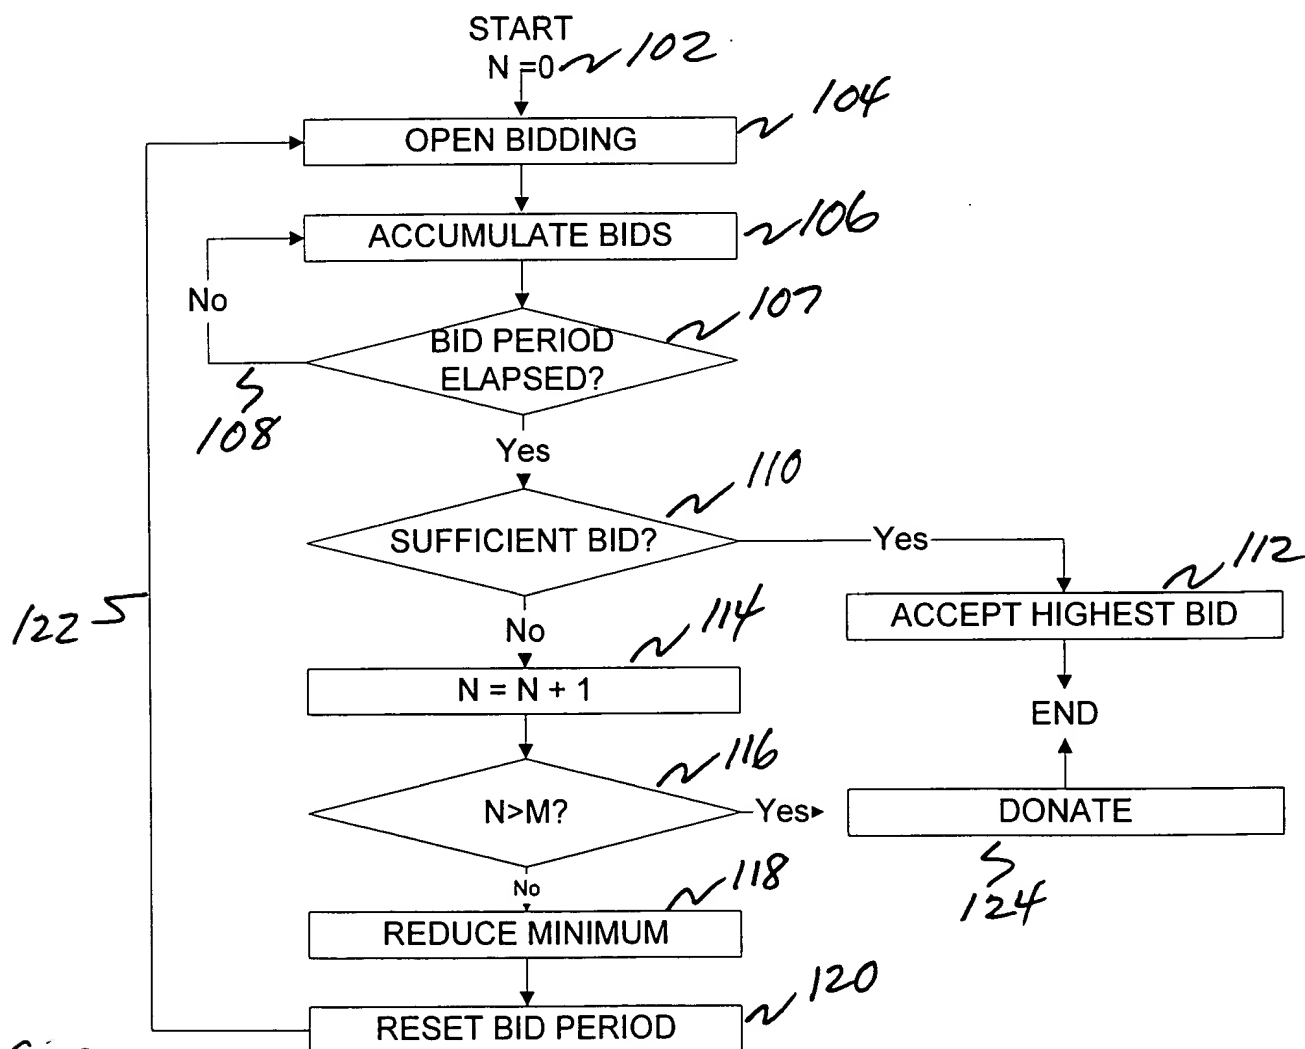 START
N =0 102
OPEN BIDDING 104
ACCUMULATE BIDS 106
No
BID PERIOD
ELAPSED?
107
108
Yes
SUFFICIENT BID? 110
Yes
ACCEPT HIGHEST BID 112
No
N = N + 1 114
END
N>M? 116
Yes
DONATE
124
No
REDUCE MINIMUM 118
RESET BID PERIOD 120
122